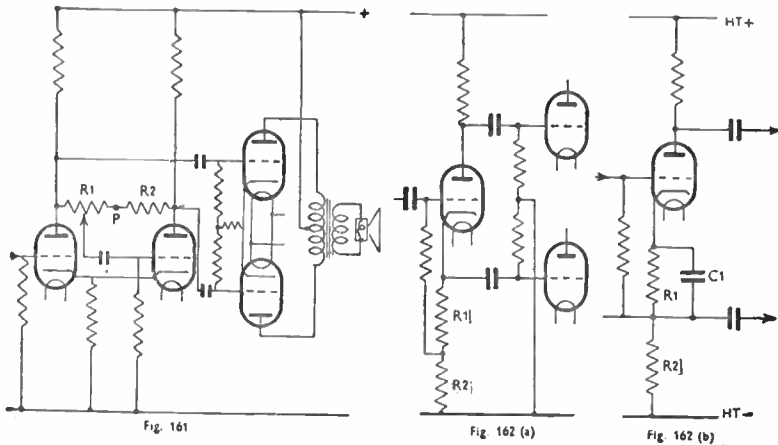 +
HT+
R1
R2
P
R1
C1
R1
R2
R2
HT-
Fig. 161
Fig. 162 (a)
Fig. 162 (b)